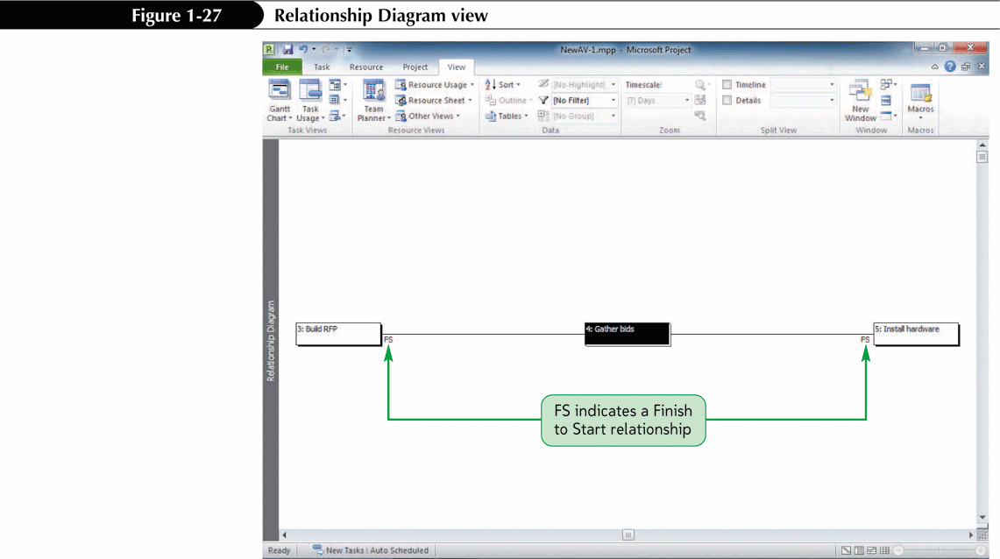 Figure 1-27 Relationship Diagram view
NewAV-1.mpp - Microsoft Project
File Task Resource Project View
Resource Usage Sort [No Highlight] Timescale: Timeline
Resource Sheet Outline [No Filter] [7] Days Details
Gantt Chart Task Usage Team Planner Other Views Tables [No Group] New Window Macros
Task Views Resource Views Data Zoom Split View Window Macros
Relationship Diagram
3: Build RFP 4: Gather bids 5: Install hardware
FS FS
FS indicates a Finish
to Start relationship
Ready New Tasks : Auto Scheduled